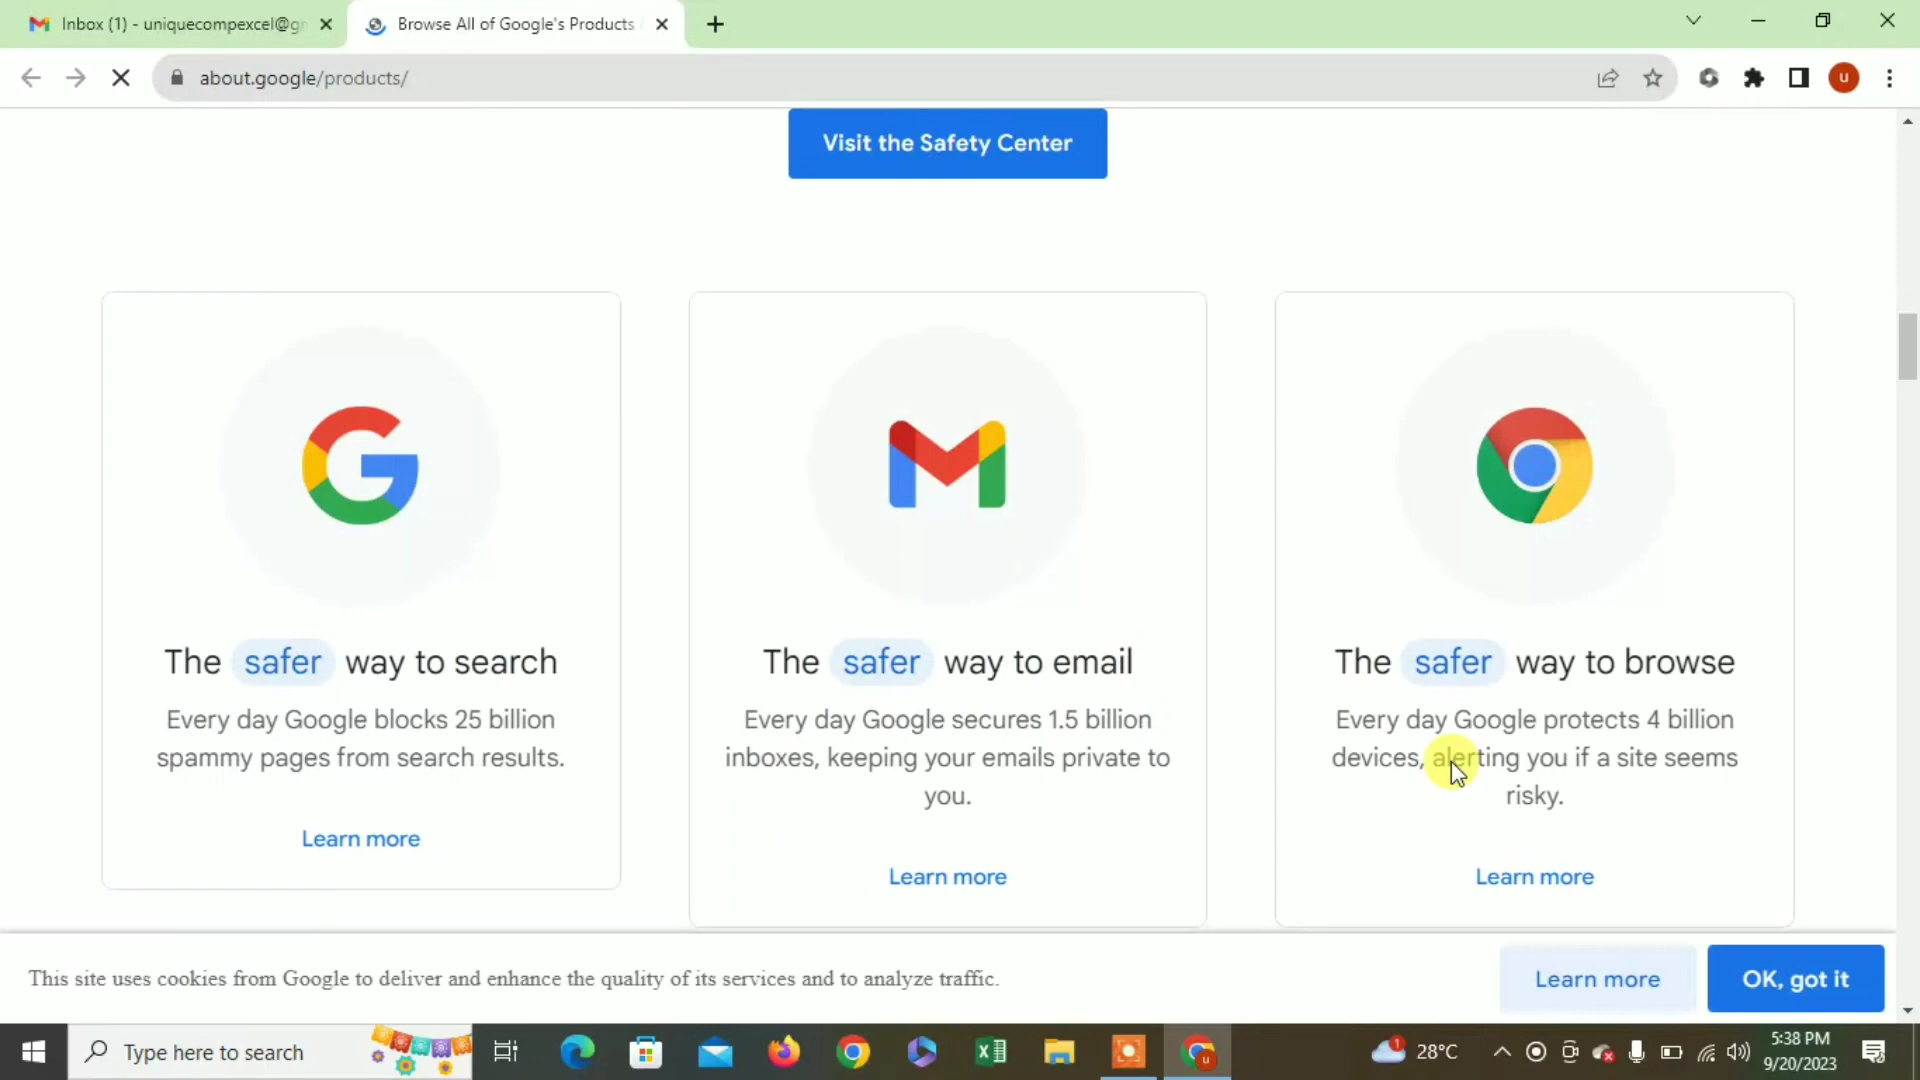 Inbox (1) - uniquecompexcel@g
Browse All of Google's Products
about.google/products/
u
Visit the Safety Center
The safer way to search
Every day Google blocks 25 billion
spammy pages from search results.
Learn more
The safer way to email
Every day Google secures 1.5 billion
inboxes, keeping your emails private to
you.
Learn more
The safer way to browse
Every day Google protects 4 billion
devices, alerting you if a site seems
risky.
Learn more
This site uses cookies from Google to deliver and enhance the quality of its services and to analyze traffic.
Learn more
OK, got it
Type here to search
1
28°C
5:38 PM
9/20/2023